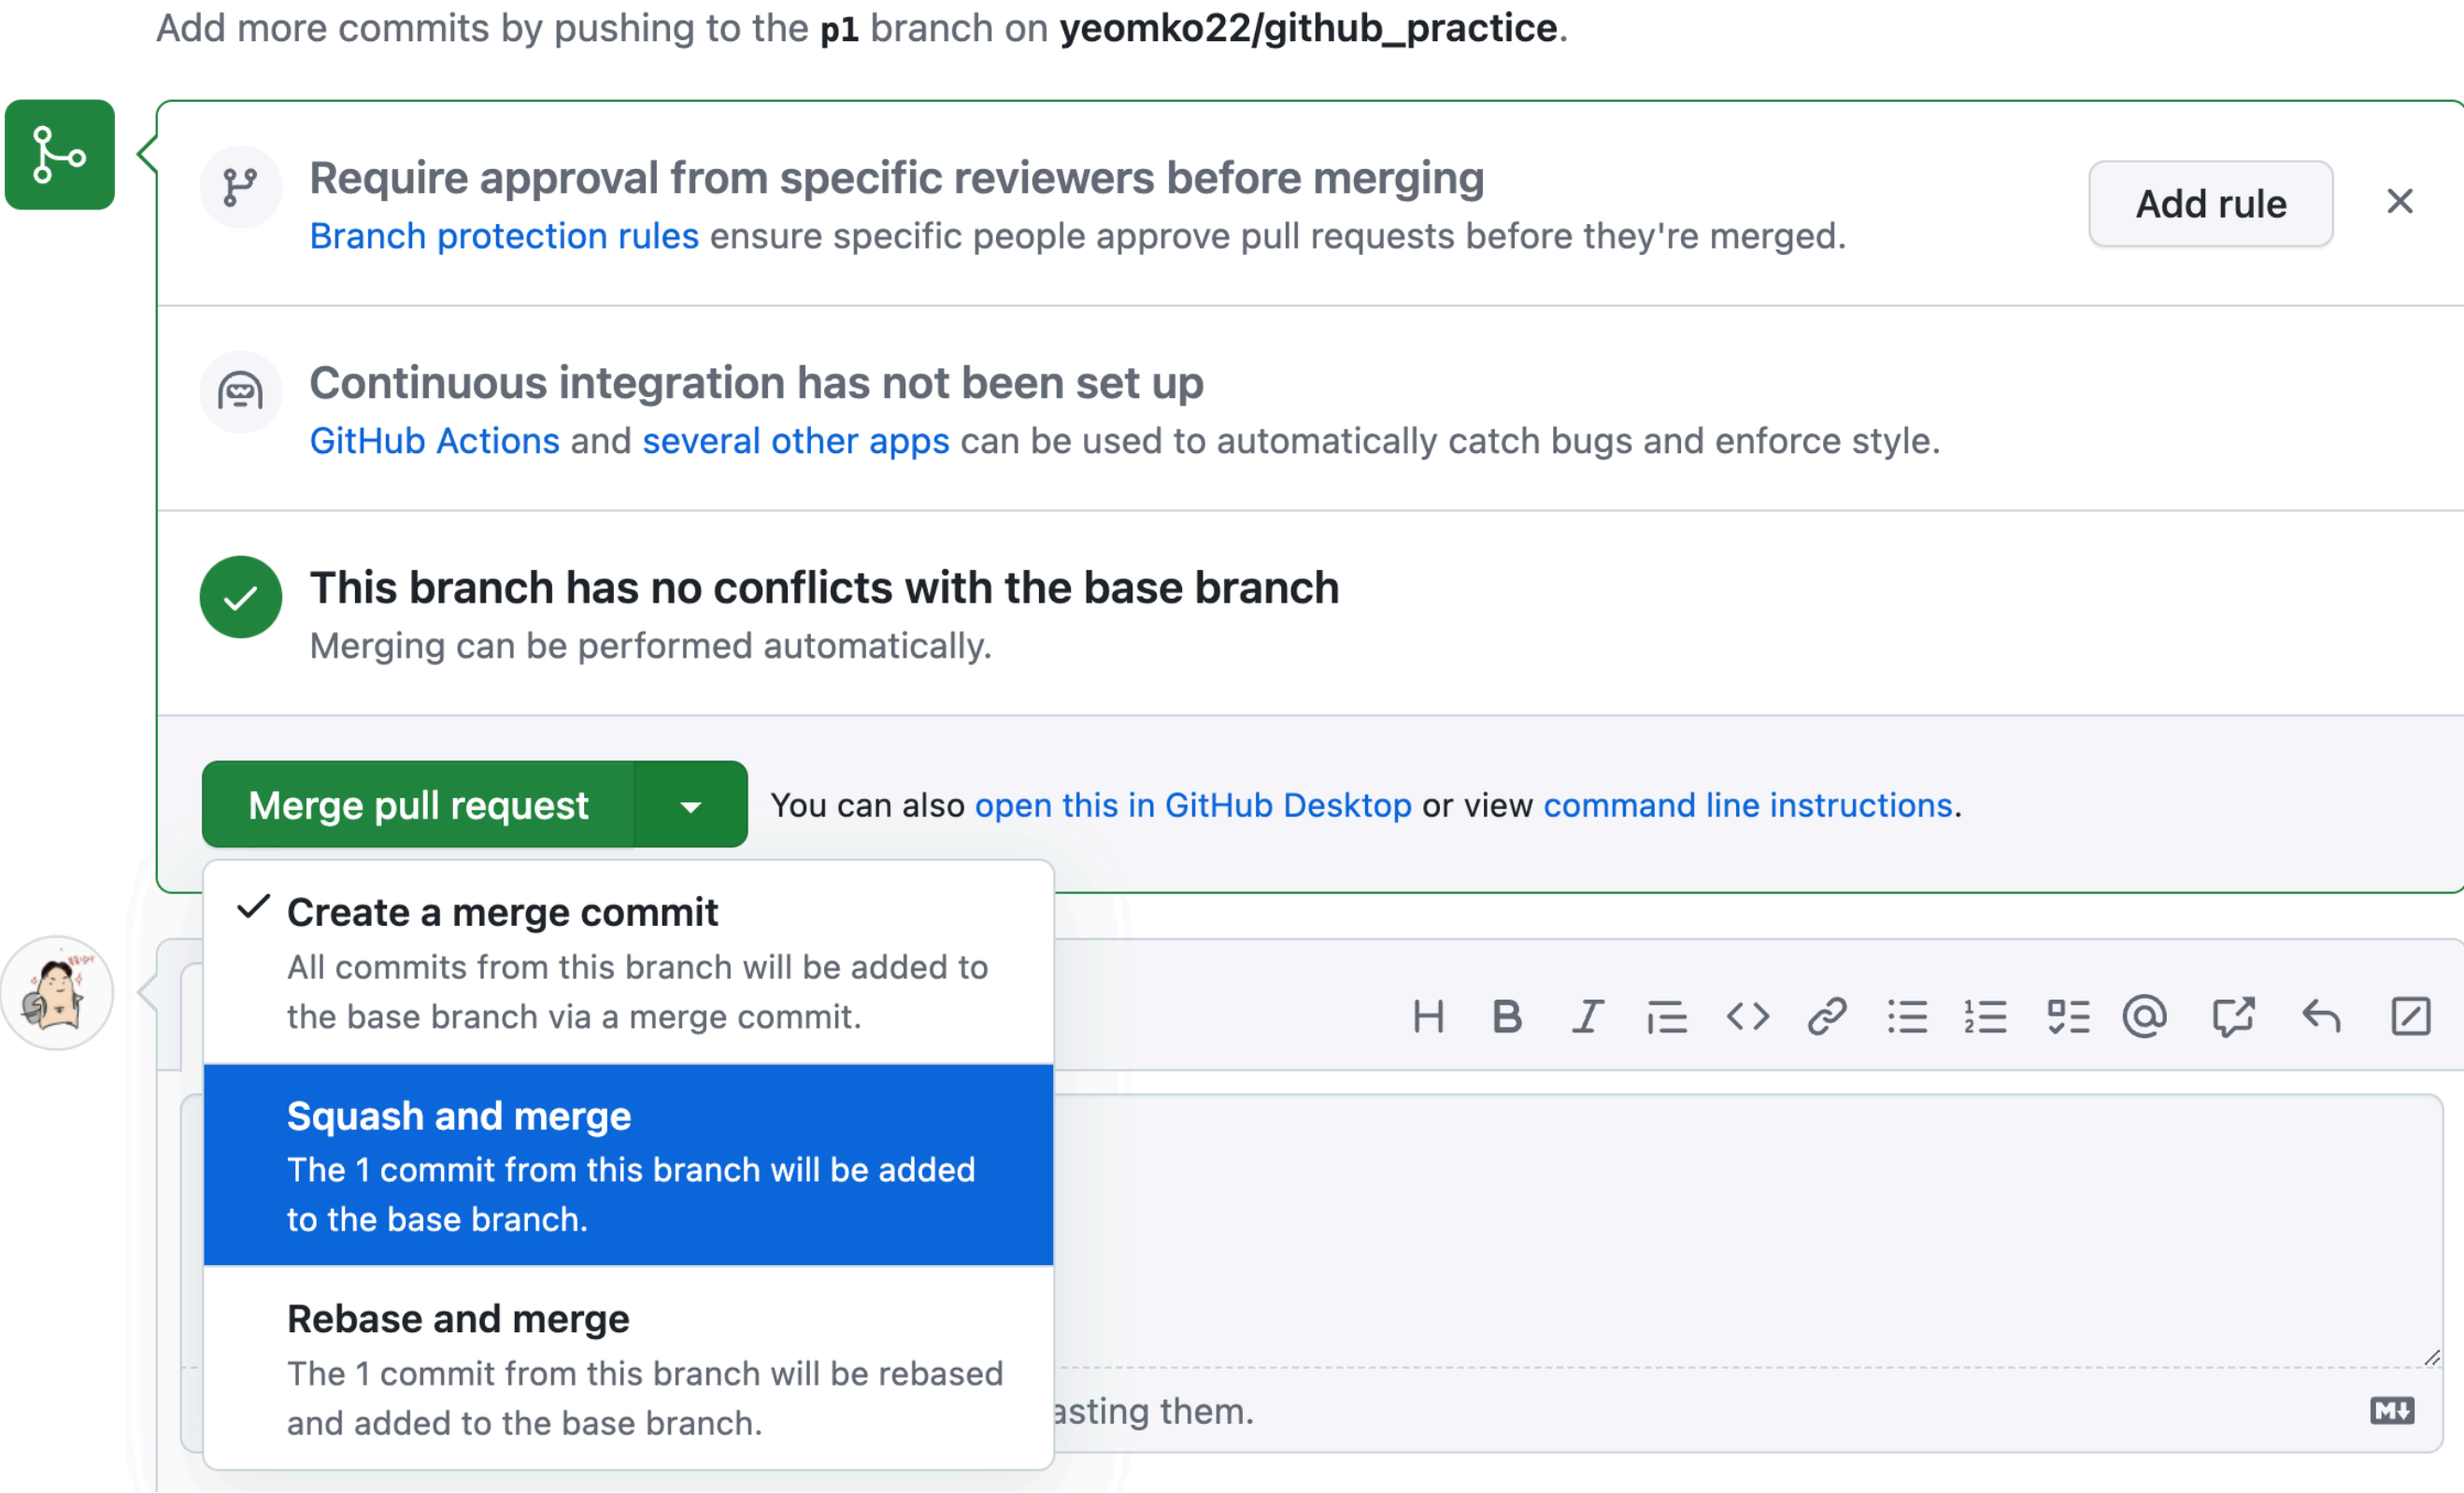 Add more commits by pushing to the p1 branch on yeomko22/github_practice.
Require approval from specific reviewers before merging
Branch protection rules ensure specific people approve pull requests before they're merged.
Add rule
Continuous integration has not been set up
GitHub Actions and several other apps can be used to automatically catch bugs and enforce style.
This branch has no conflicts with the base branch
Merging can be performed automatically.
Merge pull request
You can also open this in GitHub Desktop or view command line instructions.
Create a merge commit
All commits from this branch will be added to
the base branch via a merge commit.
Squash and merge
The 1 commit from this branch will be added
to the base branch.
Rebase and merge
The 1 commit from this branch will be rebased
and added to the base branch.
asting them.